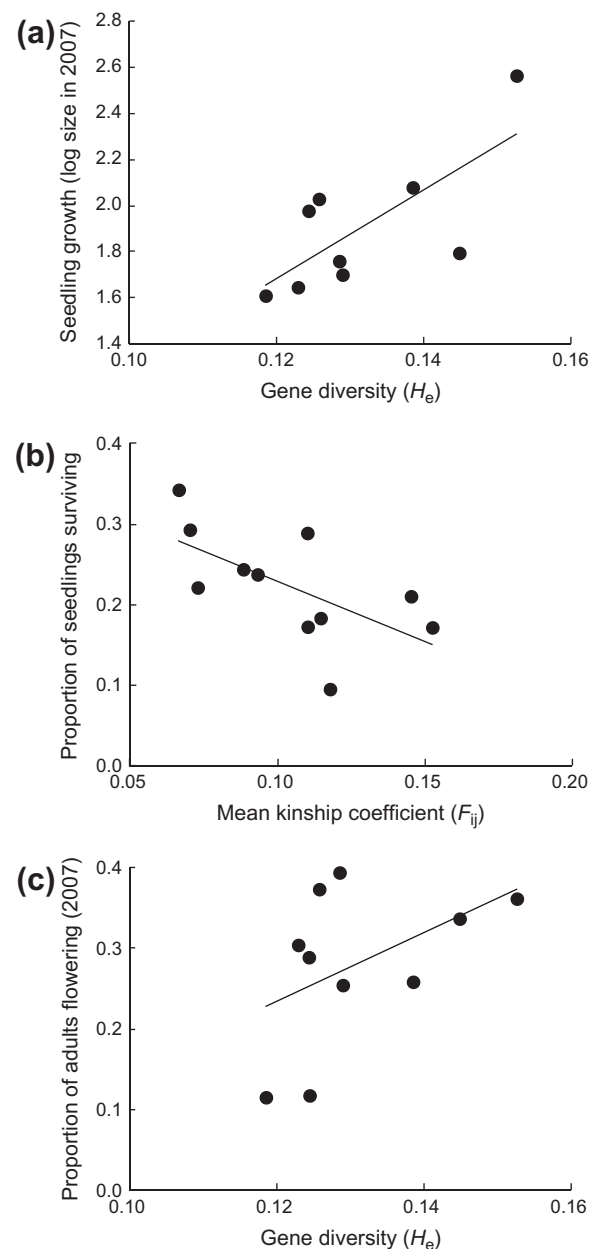 (a)
Seedling growth (log size in 2007)
2.8
2.6
2.4
2.2
2.0
1.8
1.6
1.4
0.10 0.12 0.14 0.16
Gene diversity (He)
(b)
Proportion of seedlings surviving
0.4
0.3
0.2
0.1
0.0
0.05 0.10 0.15 0.20
Mean kinship coefficient (Fij)
(c)
Proportion of adults flowering (2007)
0.4
0.3
0.2
0.1
0.0
0.10 0.12 0.14 0.16
Gene diversity (He)